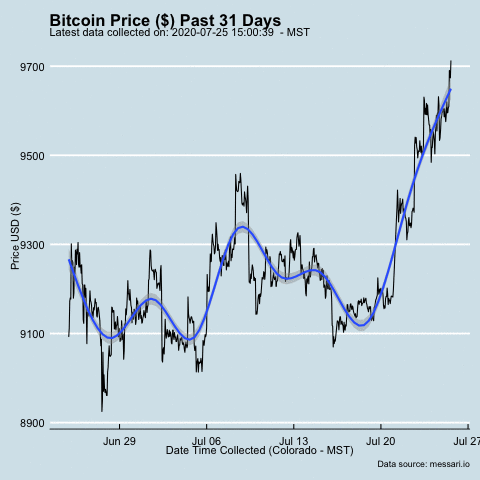 Bitcoin Price ($) Past 31 Days
Latest data collected on: 2020-07-25 15:00:39  - MST
9700
9500
9300
9100
8900
Price USD ($)
Jun 29
Jul 06
Jul 13
Jul 20
Jul 27
Date Time Collected (Colorado - MST)
Data source: messari.io